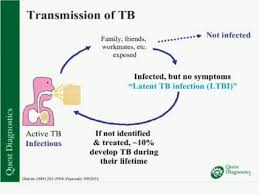 Transmission of TB
Family, friends,
workmates, etc.
exposed
Not infected
Infected, but no symptoms
"Latent TB infection (LTBI)"
Active TB
Infectious
If not identified
& treated, ~10%
develop TB during
their lifetime
Quest Diagnostics
Quest
Diagnostics